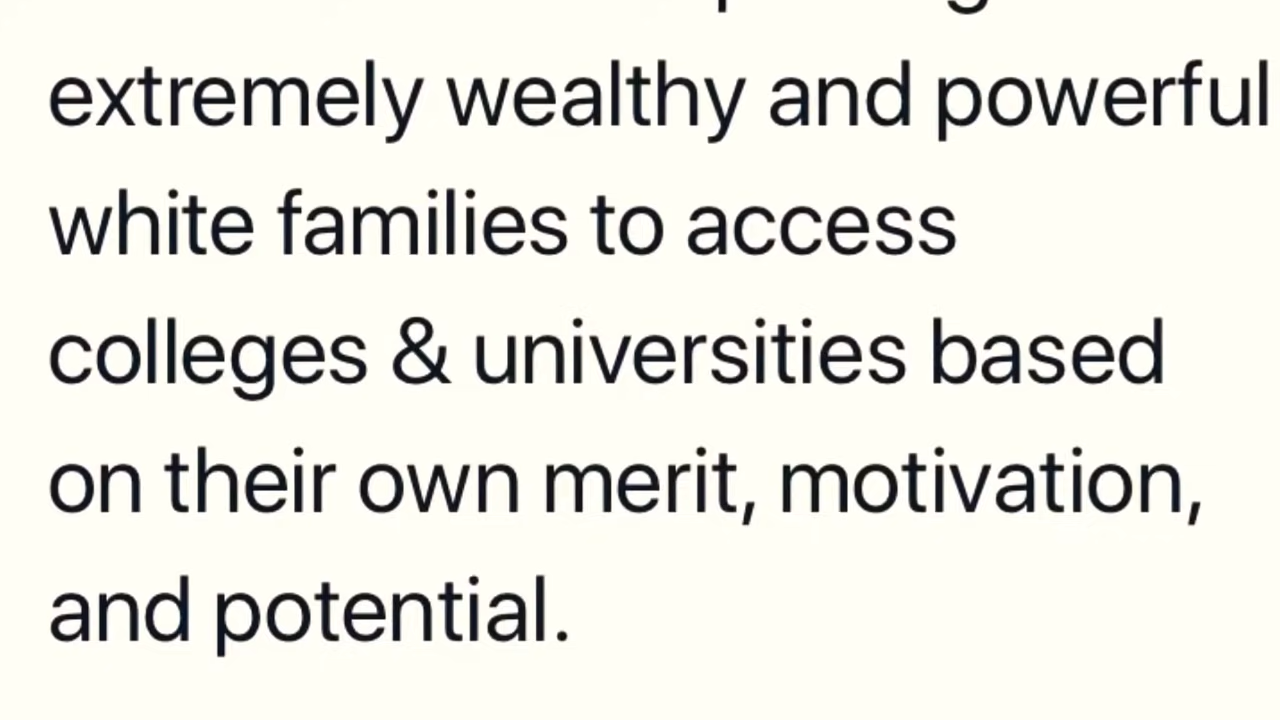 extremely wealthy and powerful
white families to access
colleges & universities based
on their own merit, motivation,
and potential.